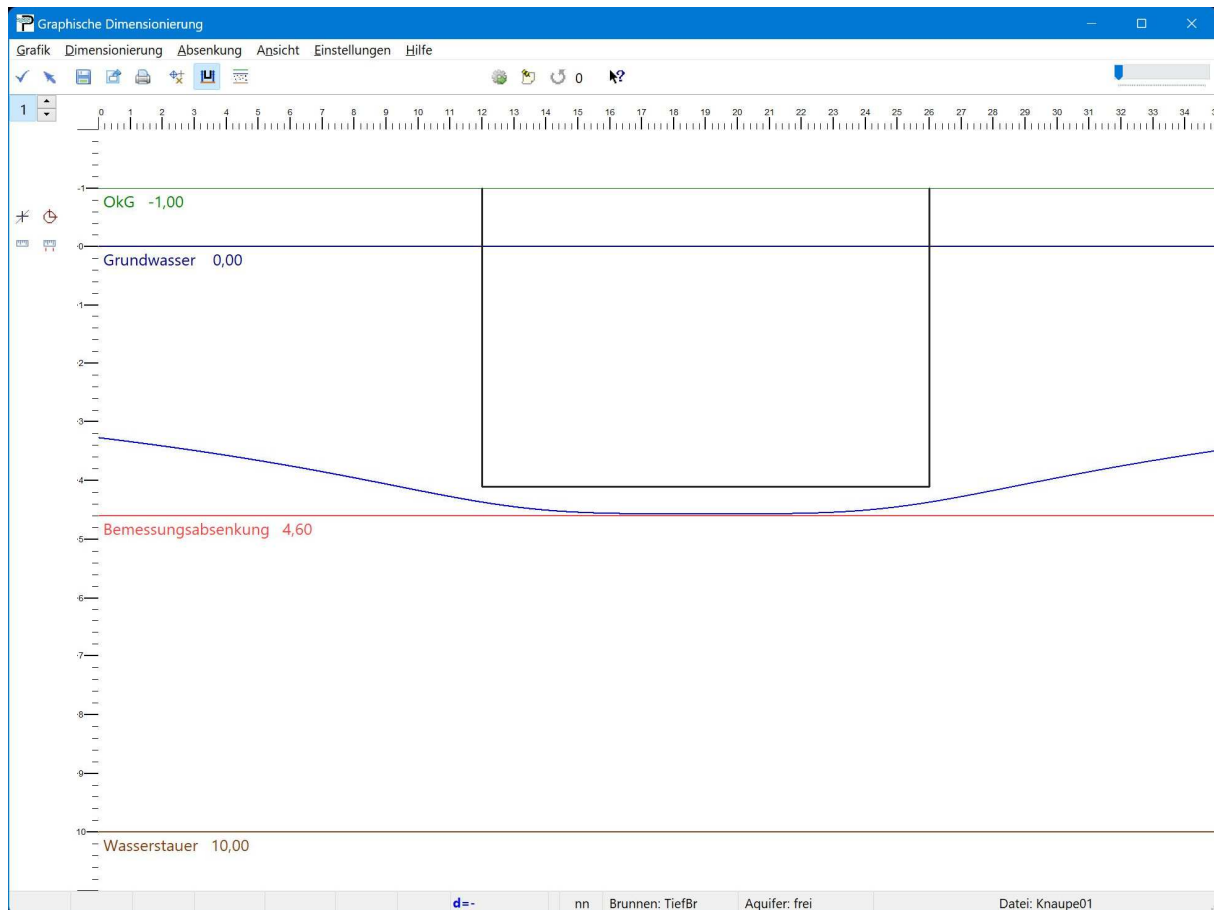 Graphische Dimensionierung
Grafik Dimensionierung Absenkung Ansicht Einstellungen Hilfe
0
1
0 1 2 3 4 5 6 7 8 9 10 11 12 13 14 15 16 17 18 19 20 21 22 23 24 25 26 27 28 29 30 31 32 33 34
-1
OkG -1,00
0
Grundwasser 0,00
1
2
3
4
Bemessungsabsenkung 4,60
5
6
7
8
9
10
Wasserstauer 10,00
d=- nn Brunnen: TiefBr Aquifer: frei Datei: Knaupe01